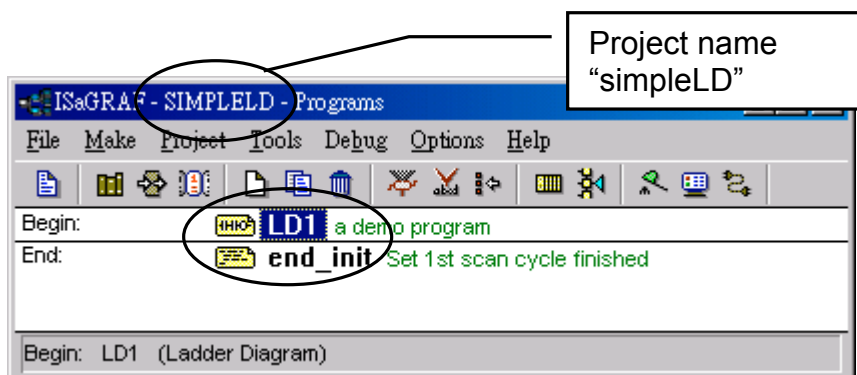 Project name
“simpleLD”
ISaGRAF - SIMPLELD - Programs
File Make Project Tools Debug Options Help
Begin: LD1 a demo program
End: end_init Set 1st scan cycle finished
Begin: LD1 (Ladder Diagram)